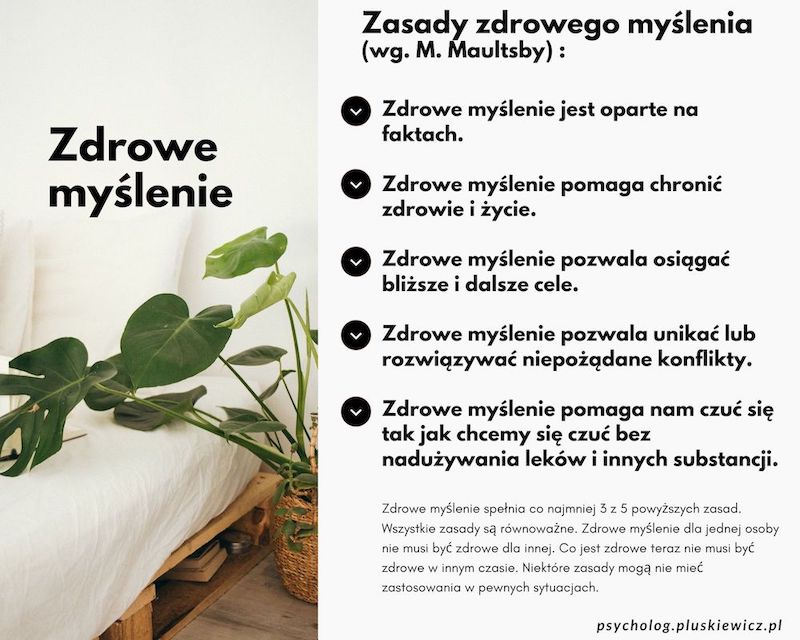 Zdrowe
myślenie
Zasady zdrowego myślenia
(wg. M. Maultsby) :
Zdrowe myślenie jest oparte na
faktach.
Zdrowe myślenie pomaga chronić
zdrowie i życie.
Zdrowe myślenie pozwala osiągać
bliższe i dalsze cele.
Zdrowe myślenie pozwala unikać lub
rozwiązywać niepożądane konflikty.
Zdrowe myślenie pomaga nam czuć się
tak jak chcemy się czuć bez
nadużywania leków i innych substancji.
Zdrowe myślenie spełnia co najmniej 3 z 5 powyższych zasad.
Wszystkie zasady są równoważne. Zdrowe myślenie dla jednej osoby
nie musi być zdrowe dla innej. Co jest zdrowe teraz nie musi być
zdrowe w innym czasie. Niektóre zasady mogą nie mieć
zastosowania w pewnych sytuacjach.
psycholog.pluskiewicz.pl